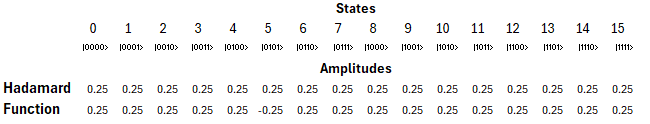 States
0 1 2 3 4 5 6 7 8 9 10 11 12 13 14 15
|0000> |0001> |0010> |0011> |0100> |0101> |0110> |0111> |1000> |1001> |1010> |1011> |1100> |1101> |1110> |1111>
Amplitudes
Hadamard 0.25 0.25 0.25 0.25 0.25 0.25 0.25 0.25 0.25 0.25 0.25 0.25 0.25 0.25 0.25 0.25
Function 0.25 0.25 0.25 0.25 0.25 -0.25 0.25 0.25 0.25 0.25 0.25 0.25 0.25 0.25 0.25 0.25